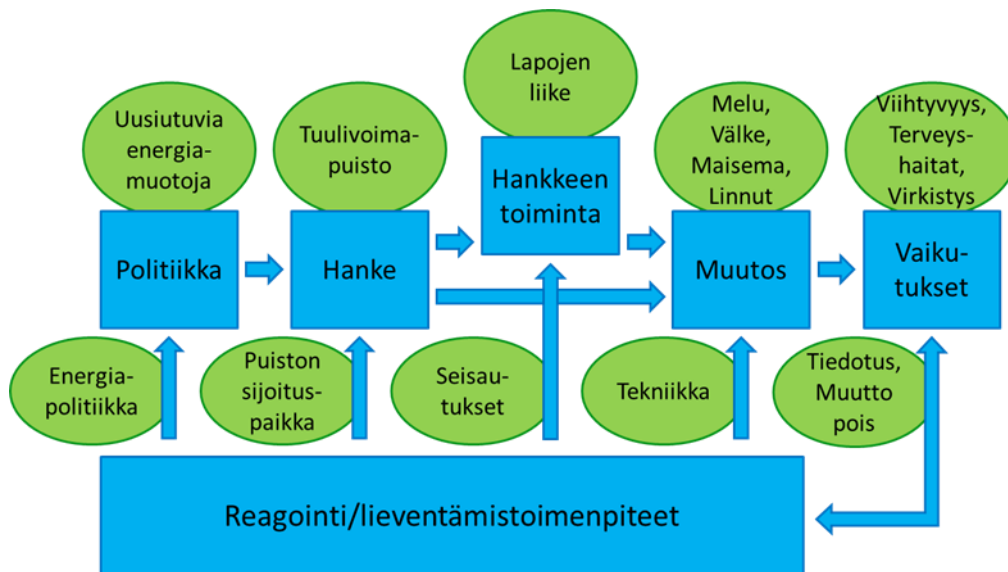 Lapojen
liike
Uusiutuvia
energia-
muotoja
Tuulivoima-
puisto
Melu,
Välke,
Maisema,
Linnut
Viihtyvyys,
Terveys-
haitat,
Virkistys
Politiikka
Hanke
Hankkeen
toiminta
Muutos
Vaiku-
tukset
Energia-
politiikka
Puiston
sijoitus-
paikka
Seisau-
tukset
Tekniikka
Tiedotus,
Muutto
pois
Reagointi/lieventämistoimenpiteet